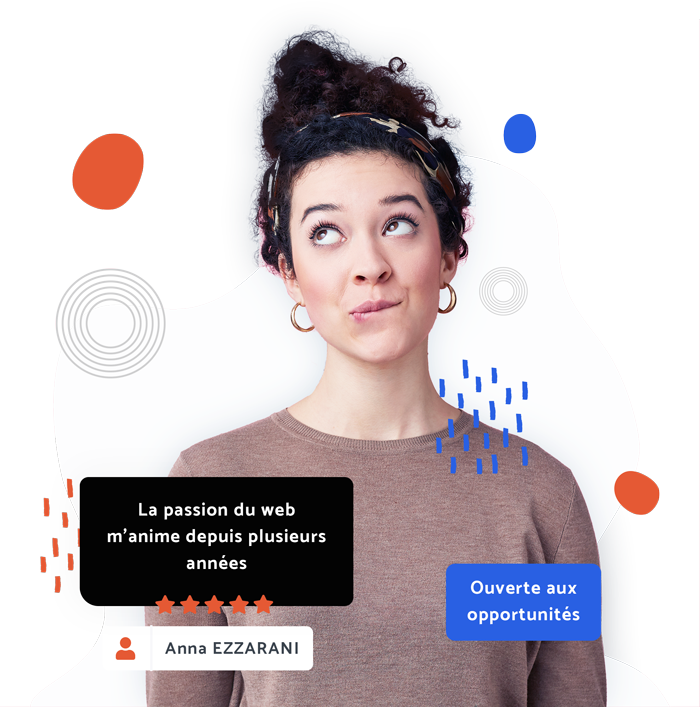 La passion du web
m'anime depuis plusieurs
années
Anna EZZARANI
Ouverte aux
opportunités